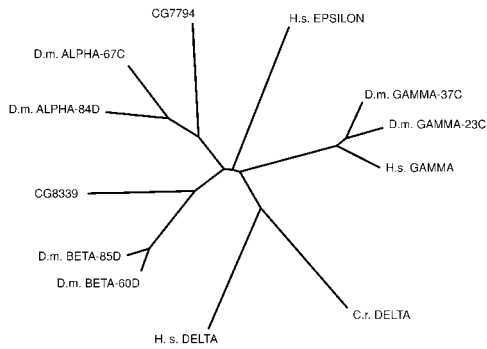 CG7794
H.s. EPSILON
D.m. ALPHA-67C
D.m. GAMMA-37C
D.m. ALPHA-84D
D.m. GAMMA-23C
H.s. GAMMA
CG8339
D.m. BETA-85D
D.m. BETA-60D
C.r. DELTA
H. s. DELTA